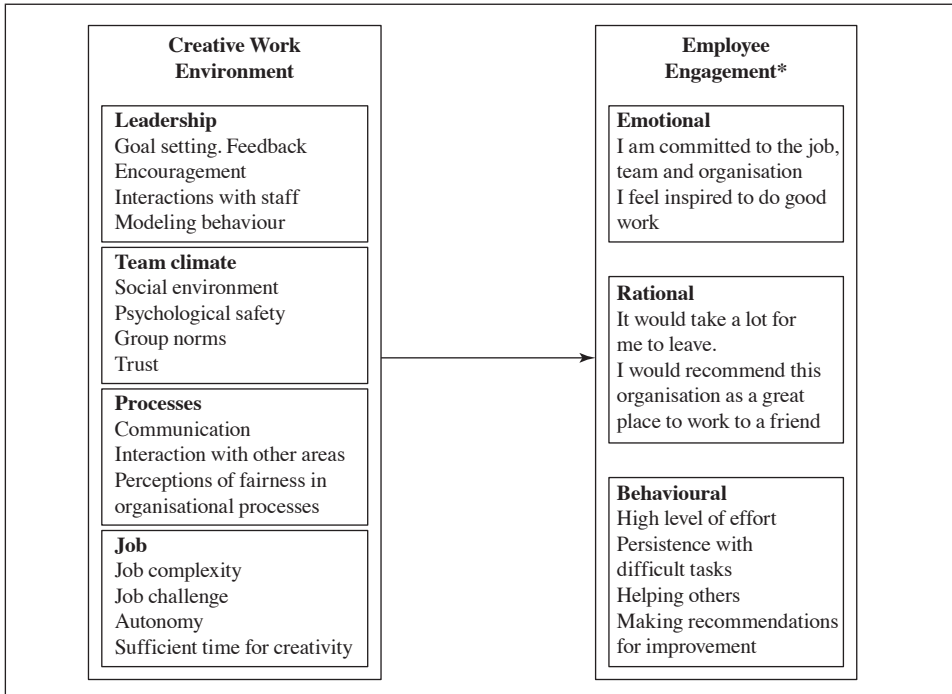 Creative Work
Environment
Leadership
Goal setting. Feedback
Encouragement
Interactions with staff
Modeling behaviour
Team climate
Social environment
Psychological safety
Group norms
Trust
Processes
Communication
Interaction with other areas
Perceptions of fairness in
organisational processes
Job
Job complexity
Job challenge
Autonomy
Sufficient time for creativity
Employee
Engagement*
Emotional
I am committed to the job,
team and organisation
I feel inspired to do good
work
Rational
It would take a lot for
me to leave.
I would recommend this
organisation as a great
place to work to a friend
Behavioural
High level of effort
Persistence with
difficult tasks
Helping others
Making recommendations
for improvement